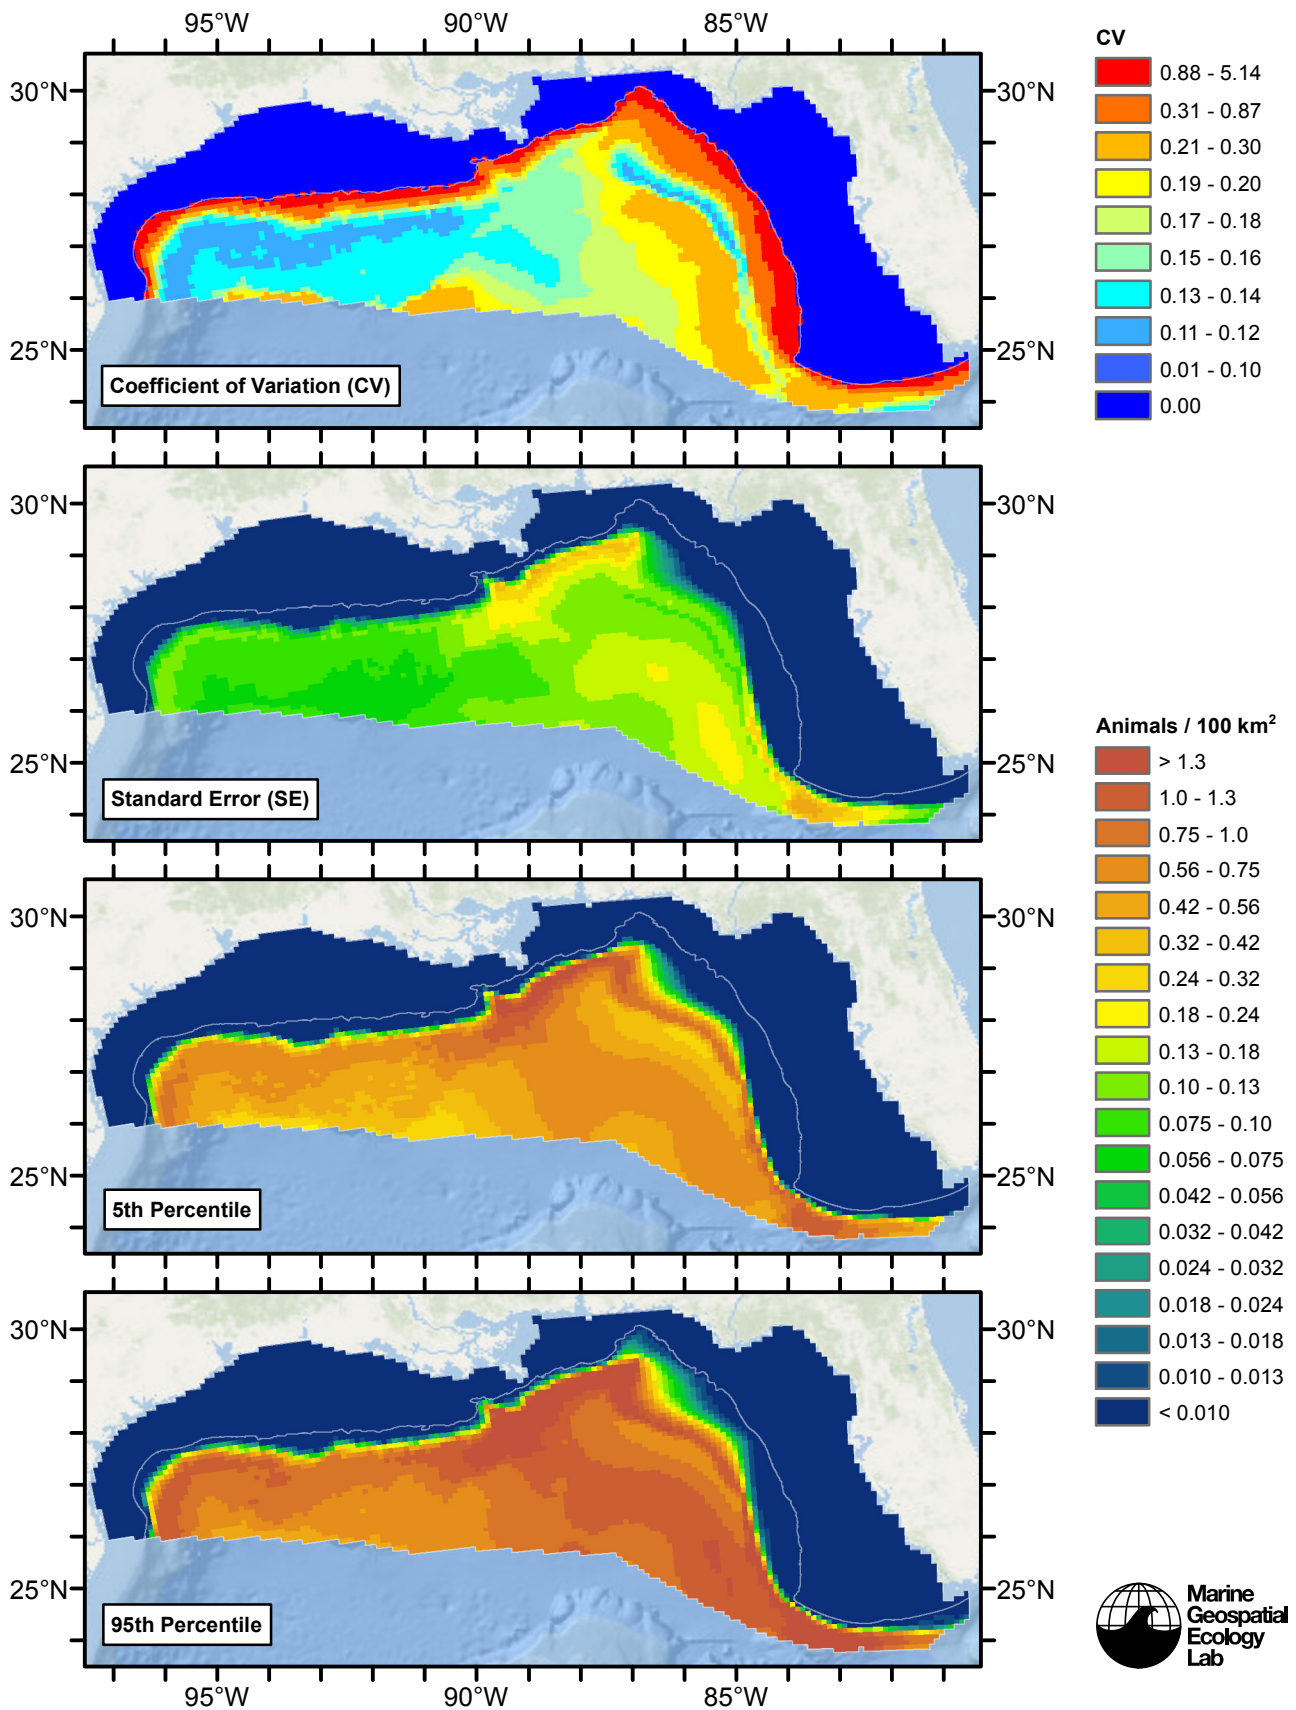 95°W 90°W 85°W
30°N 30°N
25°N 25°N
Coefficient of Variation (CV)
CV
0.88 - 5.14
0.31 - 0.87
0.21 - 0.30
0.19 - 0.20
0.17 - 0.18
0.15 - 0.16
0.13 - 0.14
0.11 - 0.12
0.01 - 0.10
0.00
30°N 30°N
25°N 25°N
Standard Error (SE)
Animals / 100 km²
> 1.3
1.0 - 1.3
0.75 - 1.0
0.56 - 0.75
0.42 - 0.56
0.32 - 0.42
0.24 - 0.32
0.18 - 0.24
0.13 - 0.18
0.10 - 0.13
0.075 - 0.10
0.056 - 0.075
0.042 - 0.056
0.032 - 0.042
0.024 - 0.032
0.018 - 0.024
0.013 - 0.018
0.010 - 0.013
< 0.010
30°N
25°N
5th Percentile
30°N 30°N
25°N 25°N
95th Percentile
95°W 90°W 85°W
Marine
Geospatial
Ecology
Lab